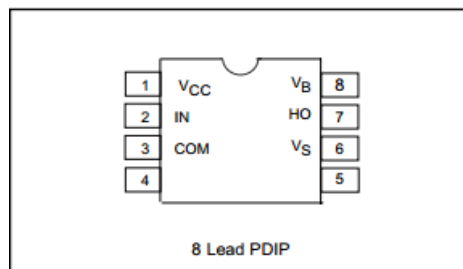 1 VCC VB 8
2 IN HO 7
3 COM VS 6
4 5
8 Lead PDIP